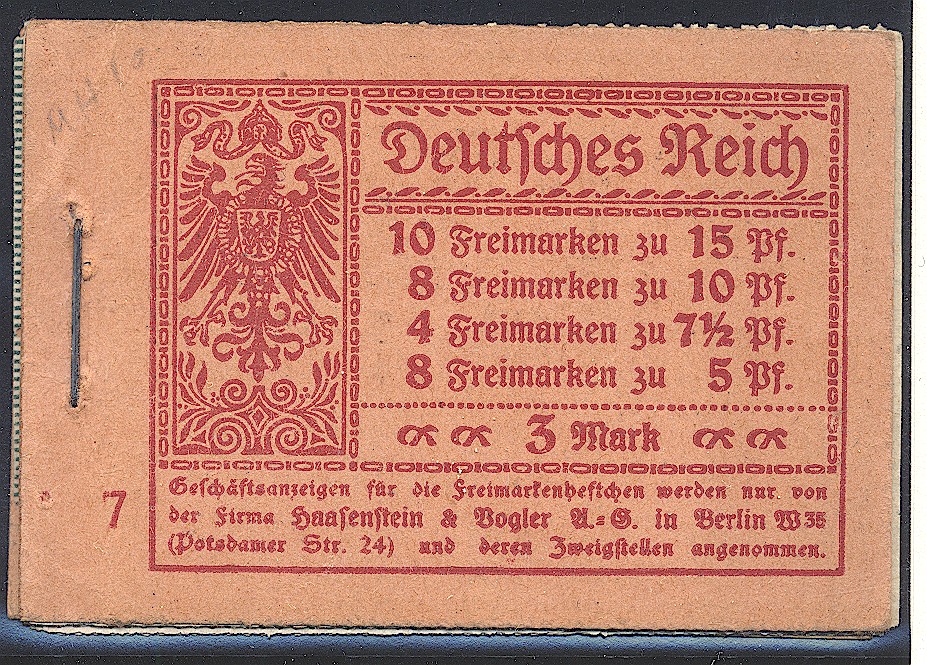 Deutsches Reich
10 Freimarken zu 15 Pf.
8 Freimarken zu 10 Pf.
4 Freimarken zu 7½ Pf.
8 Freimarken zu 5 Pf.
3 Mark
7
Geschäftsanzeigen für die Freimarkenheftchen werden nur von
der Firma Haasenstein & Vogler A.=G. in Berlin W 35
(Potsdamer Str. 24) und deren Zweigstellen angenommen.